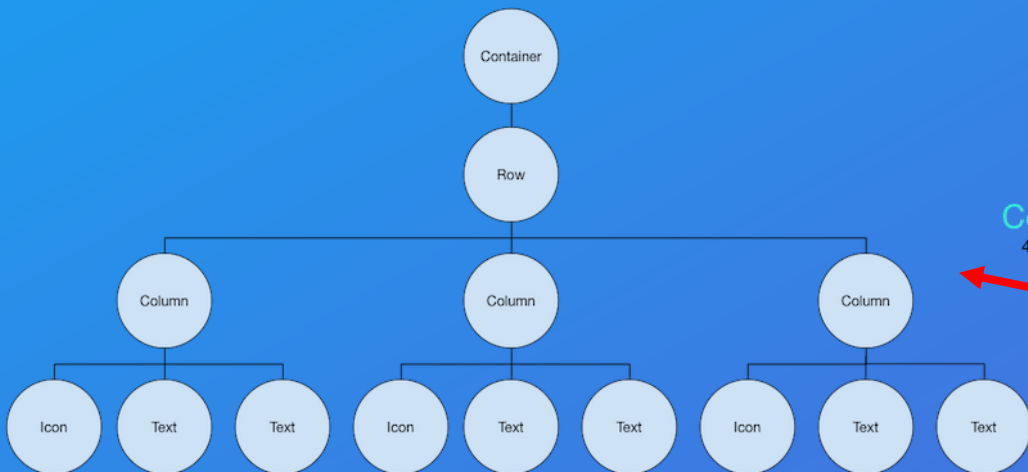 Container
Row
Column Column Column
Icon Text Text Icon Text Text Icon Text Text